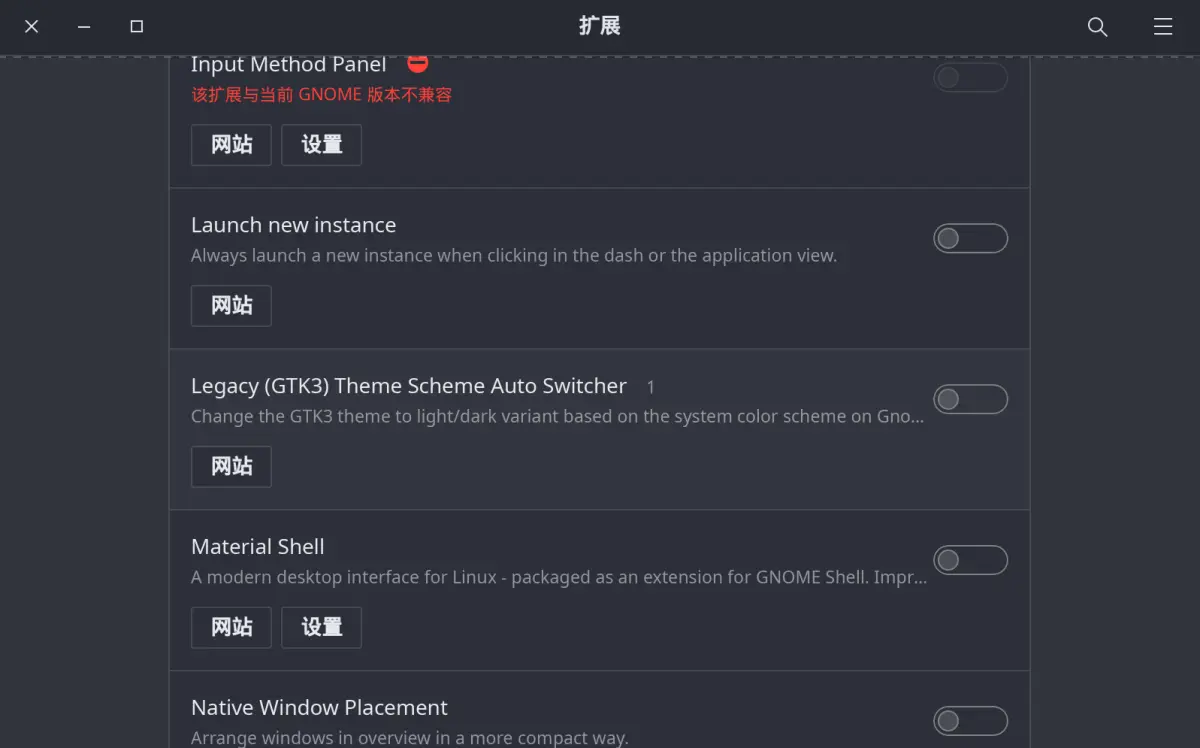 扩展
Input Method Panel
该扩展与当前 GNOME 版本不兼容
网站 设置
Launch new instance
Always launch a new instance when clicking in the dash or the application view.
网站
Legacy (GTK3) Theme Scheme Auto Switcher 1
Change the GTK3 theme to light/dark variant based on the system color scheme on Gno...
网站
Material Shell
A modern desktop interface for Linux - packaged as an extension for GNOME Shell. Impr...
网站 设置
Native Window Placement
Arrange windows in overview in a more compact way.